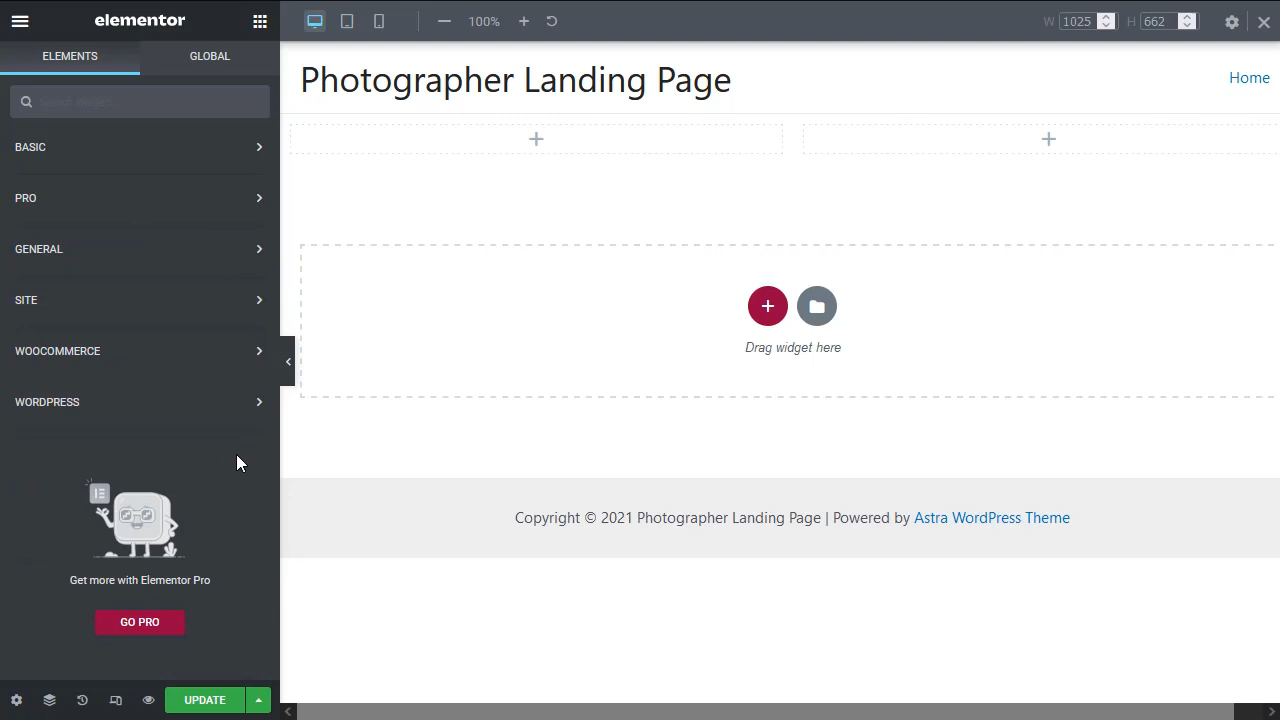 elementor
100%
W 1025
H 662
ELEMENTS
GLOBAL
Photographer Landing Page
Home
BASIC
PRO
GENERAL
SITE
WOOCOMMERCE
WORDPRESS
Drag widget here
Copyright © 2021 Photographer Landing Page | Powered by Astra WordPress Theme
Get more with Elementor Pro
GO PRO
UPDATE